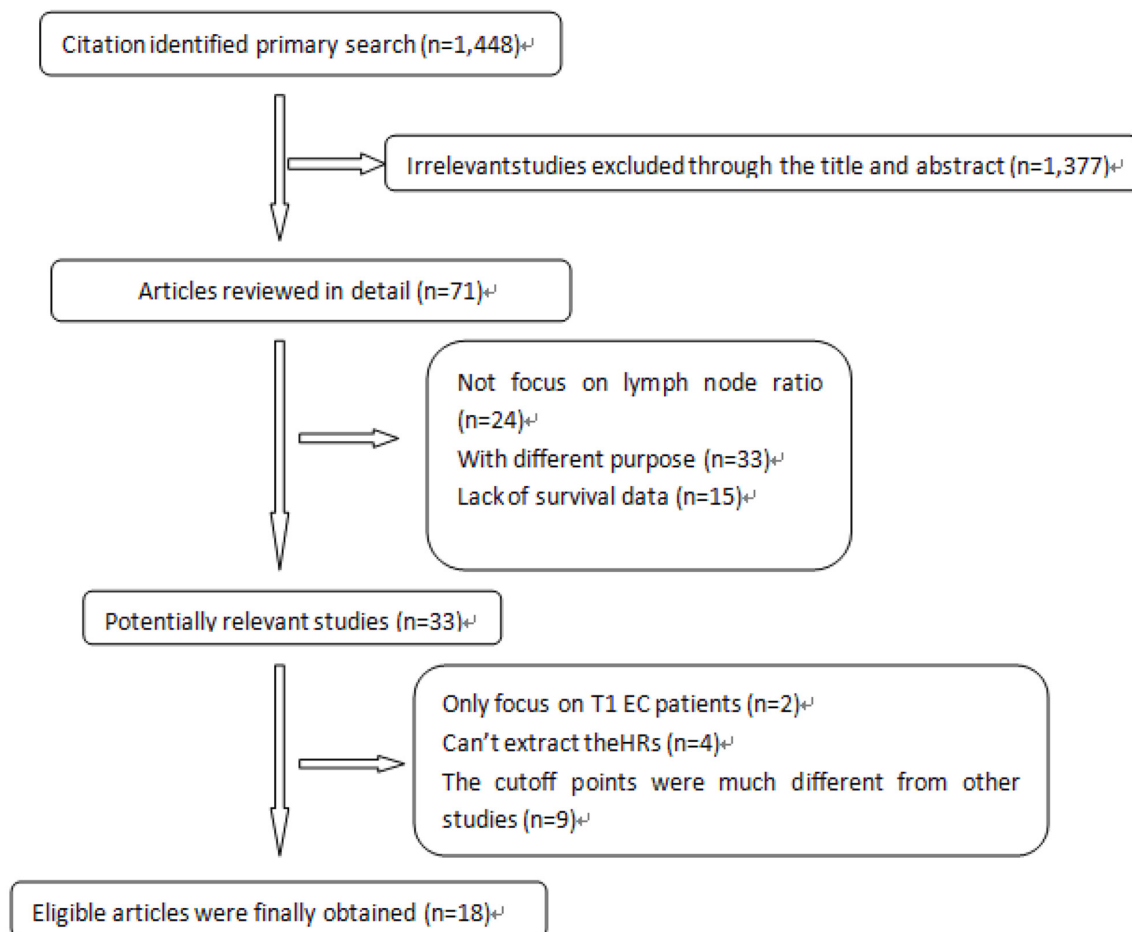 Citation identified primary search (n=1,448)↵
Irrelevantstudies excluded through the title and abstract (n=1,377)↵
Articles reviewed in detail (n=71)↵
Not focus on lymph node ratio
(n=24)↵
With different purpose (n=33)↵
Lack of survival data (n=15)↵
Potentially relevant studies (n=33)↵
Only focus on T1 EC patients (n=2)↵
Can't extract theHRs (n=4)↵
The cutoff points were much different from other
studies (n=9)↵
Eligible articles were finally obtained (n=18)↵